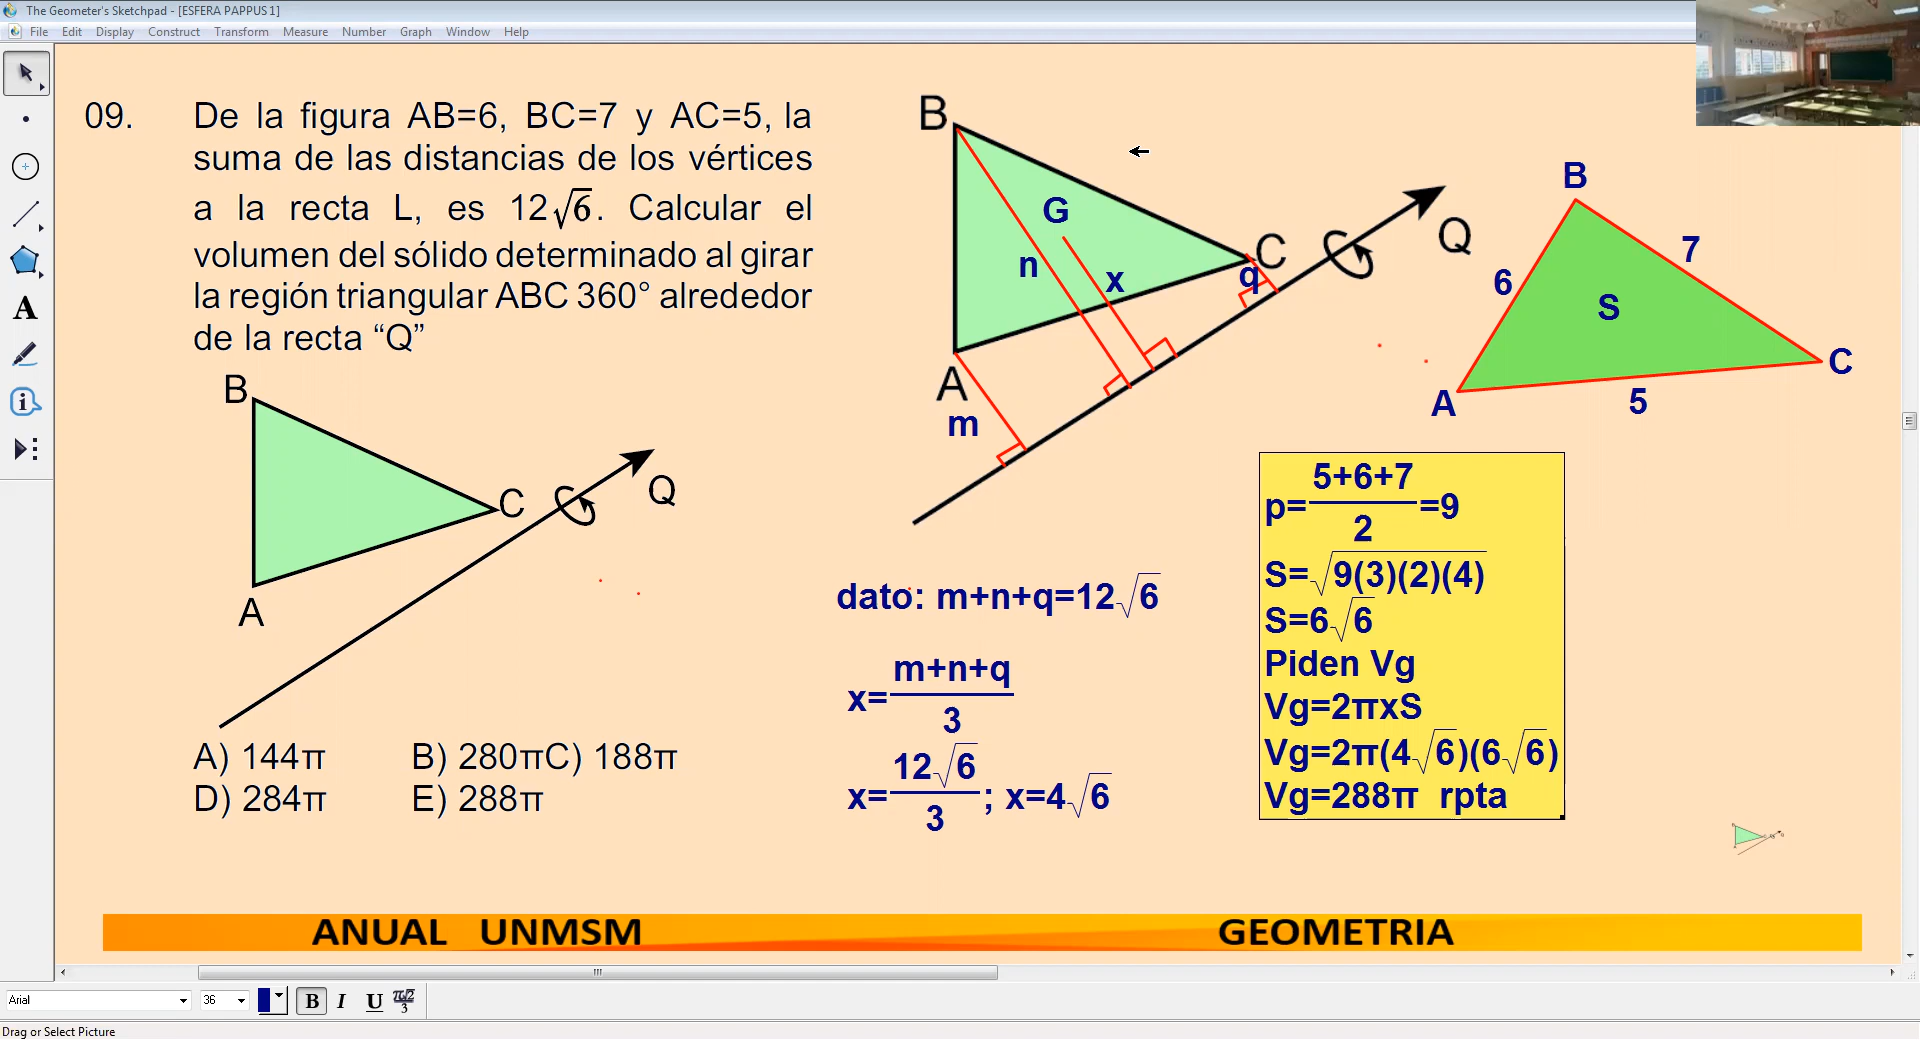 The Geometer's Sketchpad - [ESFERA PAPPUS 1]
File Edit Display Construct Transform Measure Number Graph Window Help
09. De la figura AB=6, BC=7 y AC=5, la
suma de las distancias de los vértices
a la recta L, es 12√6. Calcular el
volumen del sólido determinado al girar
la región triangular ABC 360° alrededor
de la recta “Q”
B
C
Q
A
A) 144π B) 280π C) 188π
D) 284π E) 288π
B
G
n
x
C
q
Q
A
m
B
6
7
S
A
5
C
dato: m+n+q=12√6
x=m+n+q/3
x=12√6/3; x=4√6
p=5+6+7/2=9
S=√9(3)(2)(4)
S=6√6
Piden Vg
Vg=2πxS
Vg=2π(4√6)(6√6)
Vg=288π rpta
ANUAL UNMSM GEOMETRIA
Arial 36 B I U
Drag or Select Picture